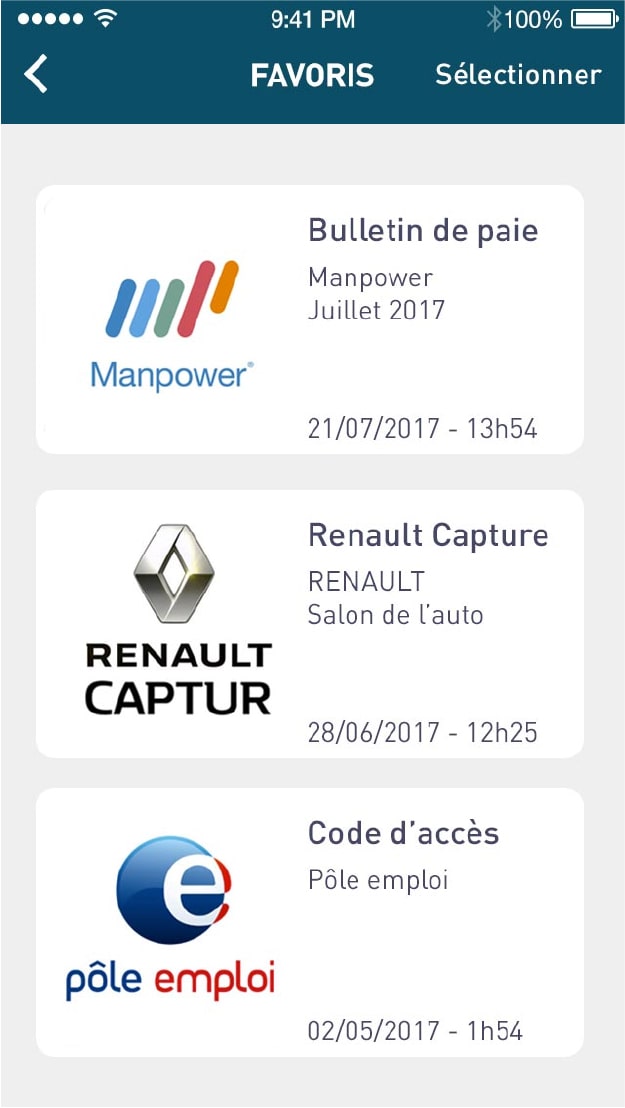 9:41 PM
100%
FAVORIS
Sélectionner
Manpower®
Bulletin de paie
Manpower
Juillet 2017
21/07/2017 - 13h54
RENAULT
CAPTUR
Renault Capture
RENAULT
Salon de l’auto
28/06/2017 - 12h25
e
pôle emploi
Code d’accès
Pôle emploi
02/05/2017 - 1h54